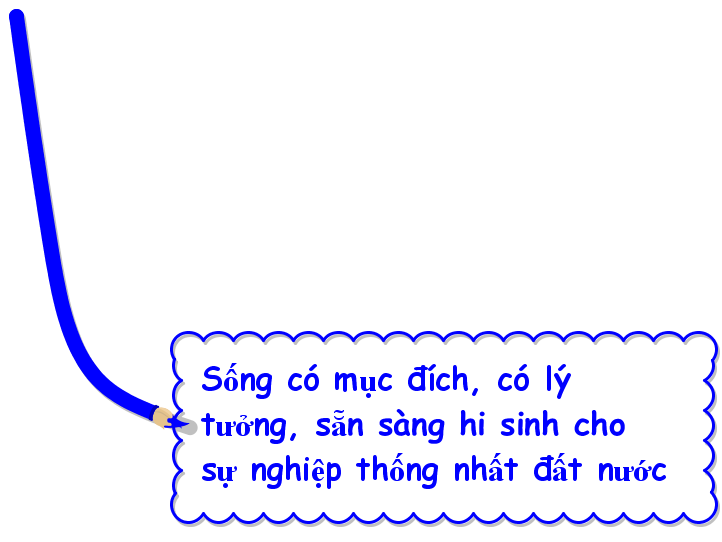 Sống có mục đích, có lý
tưởng, sẵn sàng hi sinh cho
sự nghiệp thống nhất đất nước